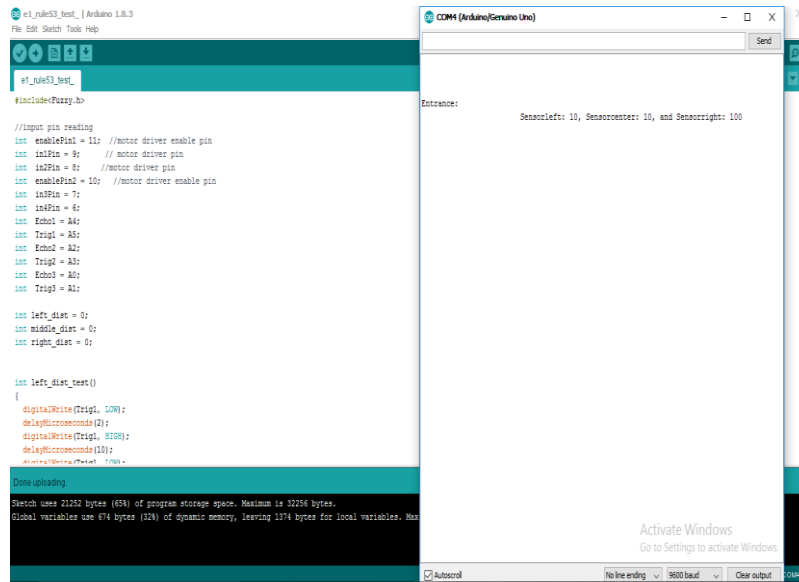 e1_rule53_test_ | Arduino 1.8.3
File Edit Sketch Tools Help
e1_rule53_test_
#include<Fuzzy.h>
//input pin reading
int enablePin1 = 11; //motor driver enable pin
int in1Pin = 9; // motor driver pin
int in2Pin = 8; //motor driver pin
int enablePin2 = 10; //motor driver enable pin
int in3Pin = 7;
int in4Pin = 6;
int Echo1 = A4;
int Trig1 = A5;
int Echo2 = A2;
int Trig2 = A3;
int Echo3 = A0;
int Trig3 = A1;
int left_dist = 0;
int middle_dist = 0;
int right_dist = 0;
int left_dist_test()
{
digitalWrite(Trig1, LOW);
delayMicroseconds(2);
digitalWrite(Trig1, HIGH);
delayMicroseconds(10);
digitalWrite(Trig1, LOW);
Done uploading.
Sketch uses 21252 bytes (65%) of program storage space. Maximum is 32256 bytes.
Global variables use 674 bytes (32%) of dynamic memory, leaving 1374 bytes for local variables. Max
COM4 (Arduino/Genuino Uno)
Send
Entrance:
Sensorleft: 10, Sensorcenter: 10, and Sensorright: 100
Activate Windows
Go to Settings to activate Windows.
Autoscroll
No line ending
9600 baud
Clear output
COM4